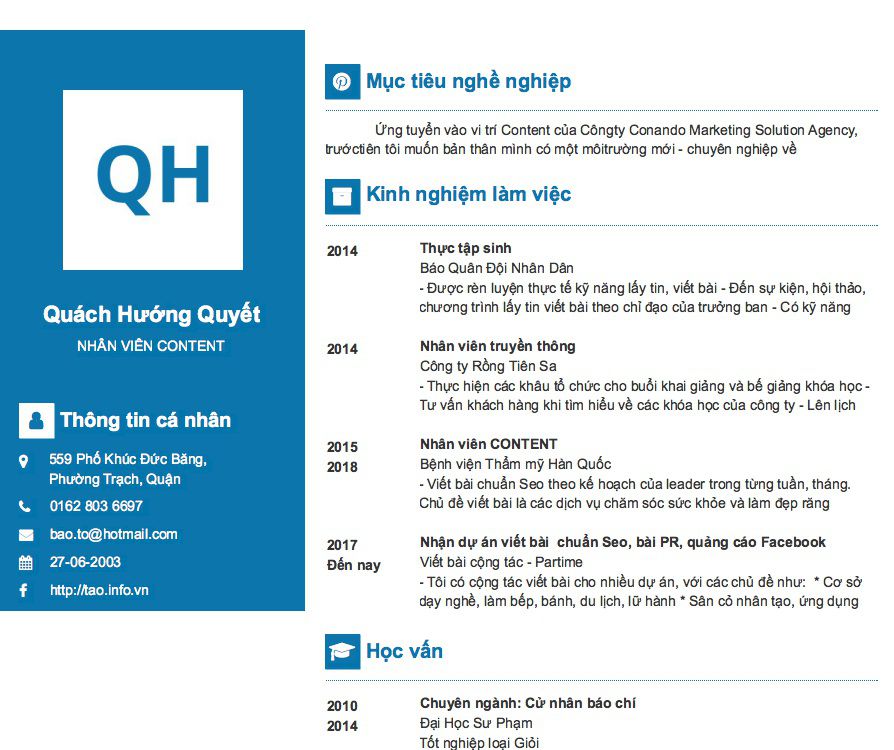 QH
Quách Hướng Quyết
NHÂN VIÊN CONTENT
Thông tin cá nhân
559 Phố Khúc Đức Băng,
Phường Trạch, Quận
0162 803 6697
bao.to@hotmail.com
27-06-2003
http://tao.info.vn
Mục tiêu nghề nghiệp
Ứng tuyển vào vi trí Content của Côngty Conando Marketing Solution Agency,
trướctiên tôi muốn bản thân mình có một môitrường mới - chuyên nghiệp về
Kinh nghiệm làm việc
2014
Thực tập sinh
Báo Quân Đội Nhân Dân
- Được rèn luyện thực tế kỹ năng lấy tin, viết bài - Đến sự kiện, hội thảo,
chương trình lấy tin viết bài theo chỉ đạo của trưởng ban - Có kỹ năng
2014
Nhân viên truyền thông
Công ty Rồng Tiên Sa
- Thực hiện các khâu tổ chức cho buổi khai giảng và bế giảng khóa học -
Tư vấn khách hàng khi tìm hiểu về các khóa học của công ty - Lên lịch
2015
2018
Nhân viên CONTENT
Bệnh viện Thẩm mỹ Hàn Quốc
- Viết bài chuẩn Seo theo kế hoạch của leader trong từng tuần, tháng.
Chủ đề viết bài là các dịch vụ chăm sóc sức khỏe và làm đẹp răng
2017
Đến nay
Nhận dự án viết bài  chuẩn Seo, bài PR, quảng cáo Facebook
Viết bài cộng tác - Partime
- Tôi có cộng tác viết bài cho nhiều dự án, với các chủ đề như:  * Cơ sở
dạy nghề, làm bếp, bánh, du lịch, lữ hành * Sân cỏ nhân tạo, ứng dụng
Học vấn
2010
2014
Chuyên ngành: Cử nhân báo chí
Đại Học Sư Phạm
Tốt nghiệp loại Giỏi